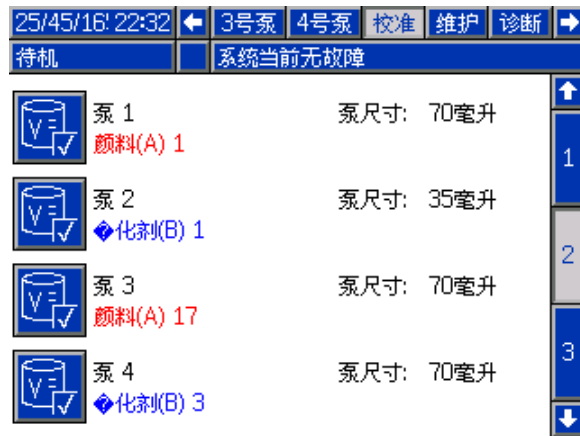 25/45/16! 22:32 3号泵 4号泵 校准 维护 诊断
待机 系统当前无故障
泵 1 泵尺寸: 70毫升
颜料(A) 1
1
泵 2 泵尺寸: 35毫升
�化剂(B) 1
2
泵 3 泵尺寸: 70毫升
颜料(A) 17
3
泵 4 泵尺寸: 70毫升
�化剂(B) 3